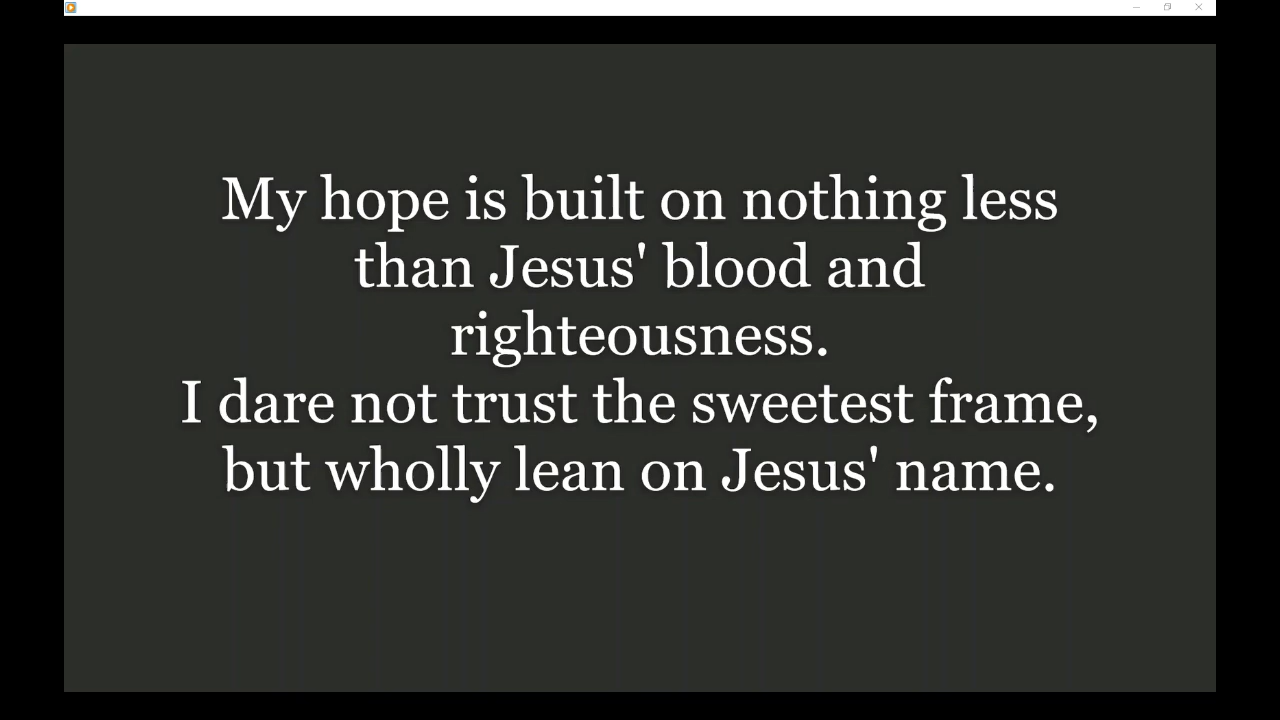 My hope is built on nothing less
than Jesus' blood and
righteousness.
I dare not trust the sweetest frame,
but wholly lean on Jesus' name.